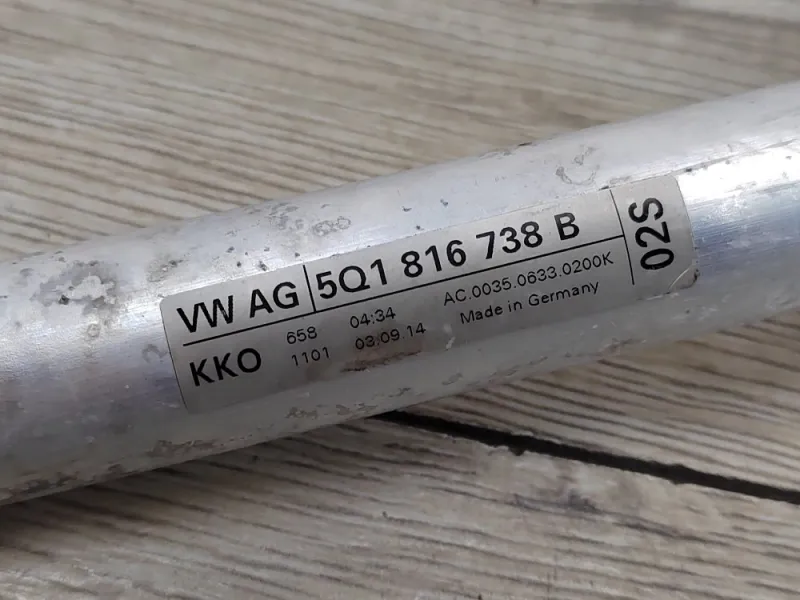 VW AG 5Q1 816 738 B
KKO
658 04:34 AC.0035.0633.0200K
1101 03.09.14 Made in Germany
02S